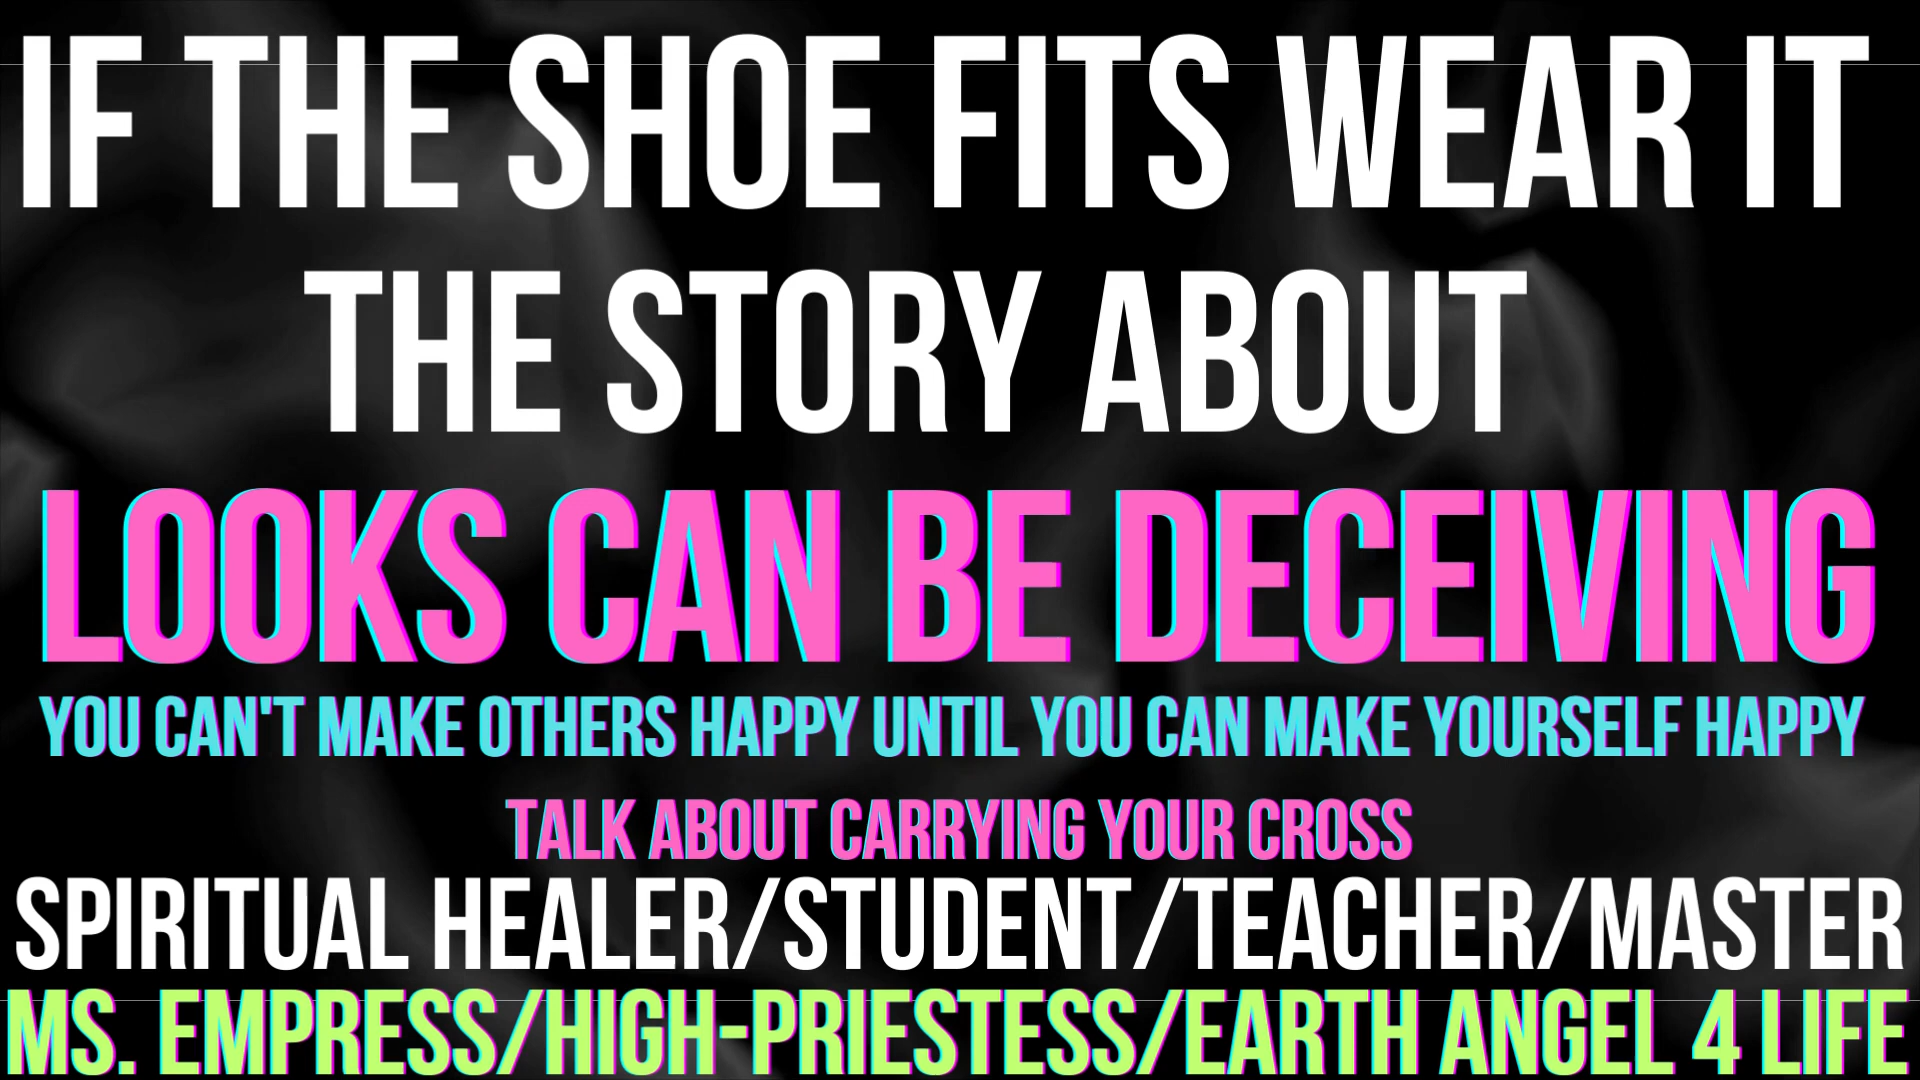 IF THE SHOE FITS WEAR IT
THE STORY ABOUT
LOOKS CAN BE DECEIVING
YOU CAN'T MAKE OTHERS HAPPY UNTIL YOU CAN MAKE YOURSELF HAPPY
TALK ABOUT CARRYING YOUR CROSS
SPIRITUAL HEALER/STUDENT/TEACHER/MASTER
MS. EMPRESS/HIGH-PRIESTESS/EARTH ANGEL 4 LIFE